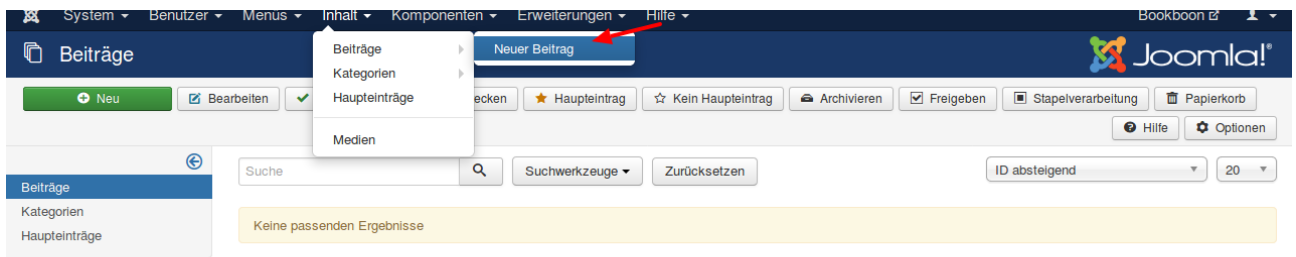 System Benutzer Menus Inhalt Komponenten Erweiterungen Hilfe Bookboon
Beiträge Beiträge Neuer Beitrag Joomla!®
Kategorien
Neu Bearbeiten Haupteinträge ecken Haupteintrag Kein Haupteintrag Archivieren Freigeben Stapelverarbeitung Papierkorb
Hilfe Optionen
Medien
Suche Suchwerkzeuge Zurücksetzen ID absteigend 20
Beiträge
Kategorien
Haupteinträge
Keine passenden Ergebnisse